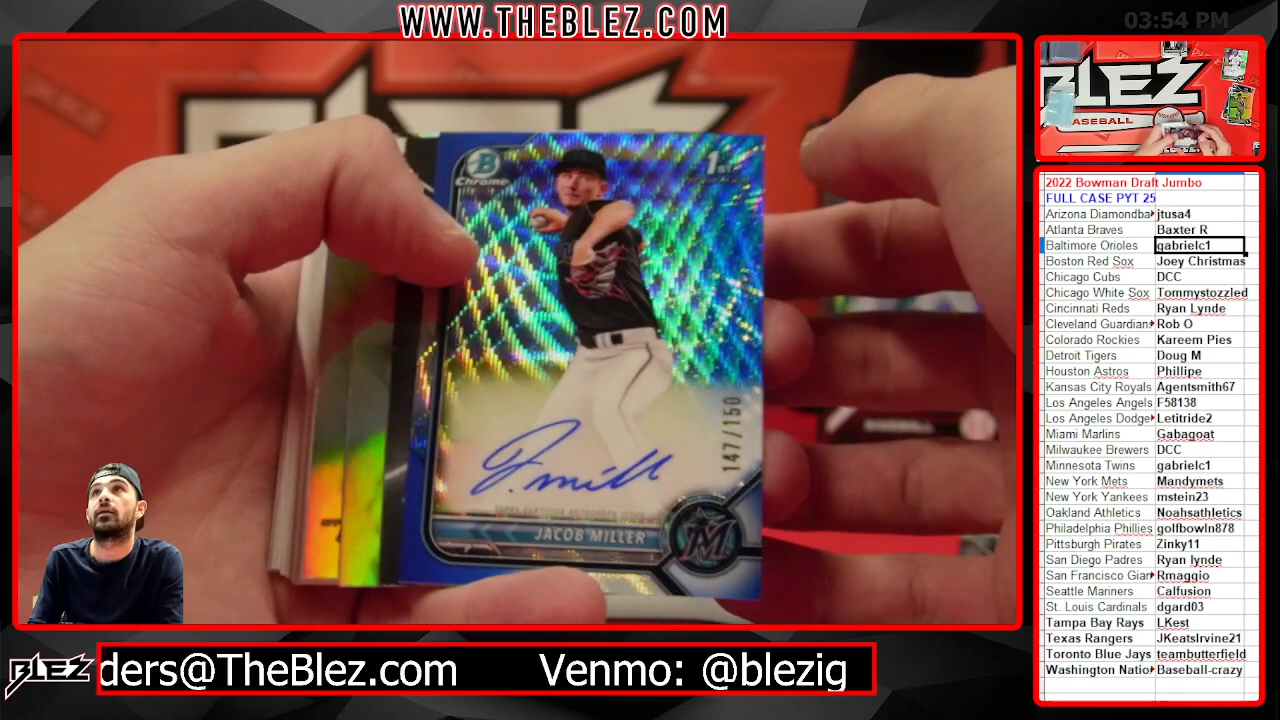 WWW.THEBLEZ.COM
03:54 PM
BLEZ
BASEBALL
B
Chrome
1st
147/150
J. Mill
JACOB MILLER
M
2022 Bowman Draft Jumbo
FULL CASE PYT 25
Arizona Diamondba jtusa4
Atlanta Braves Baxter R
Baltimore Orioles gabrielc1
Boston Red Sox Joey Christmas
Chicago Cubs DCC
Chicago White Sox Tommystozzled
Cincinnati Reds Ryan Lynde
Cleveland Guardian Rob O
Colorado Rockies Kareem Pies
Detroit Tigers Doug M
Houston Astros Phillipe
Kansas City Royals Agentsmith67
Los Angeles Angels F58138
Los Angeles Dodge Letitride2
Miami Marlins Gabagoat
Milwaukee Brewers DCC
Minnesota Twins gabrielc1
New York Mets Mandymets
New York Yankees mstein23
Oakland Athletics Noahsathletics
Philadelphia Phillies golfbowln878
Pittsburgh Pirates Zinky11
San Diego Padres Ryan lynde
San Francisco Gian Rmaggio
Seattle Mariners Calfusion
St. Louis Cardinals dgard03
Tampa Bay Rays LKest
Texas Rangers JKeatsIrvine21
Toronto Blue Jays teambutterfield
Washington Natio Baseball-crazy
BLEZ
ders@TheBlez.com Venmo: @blezig